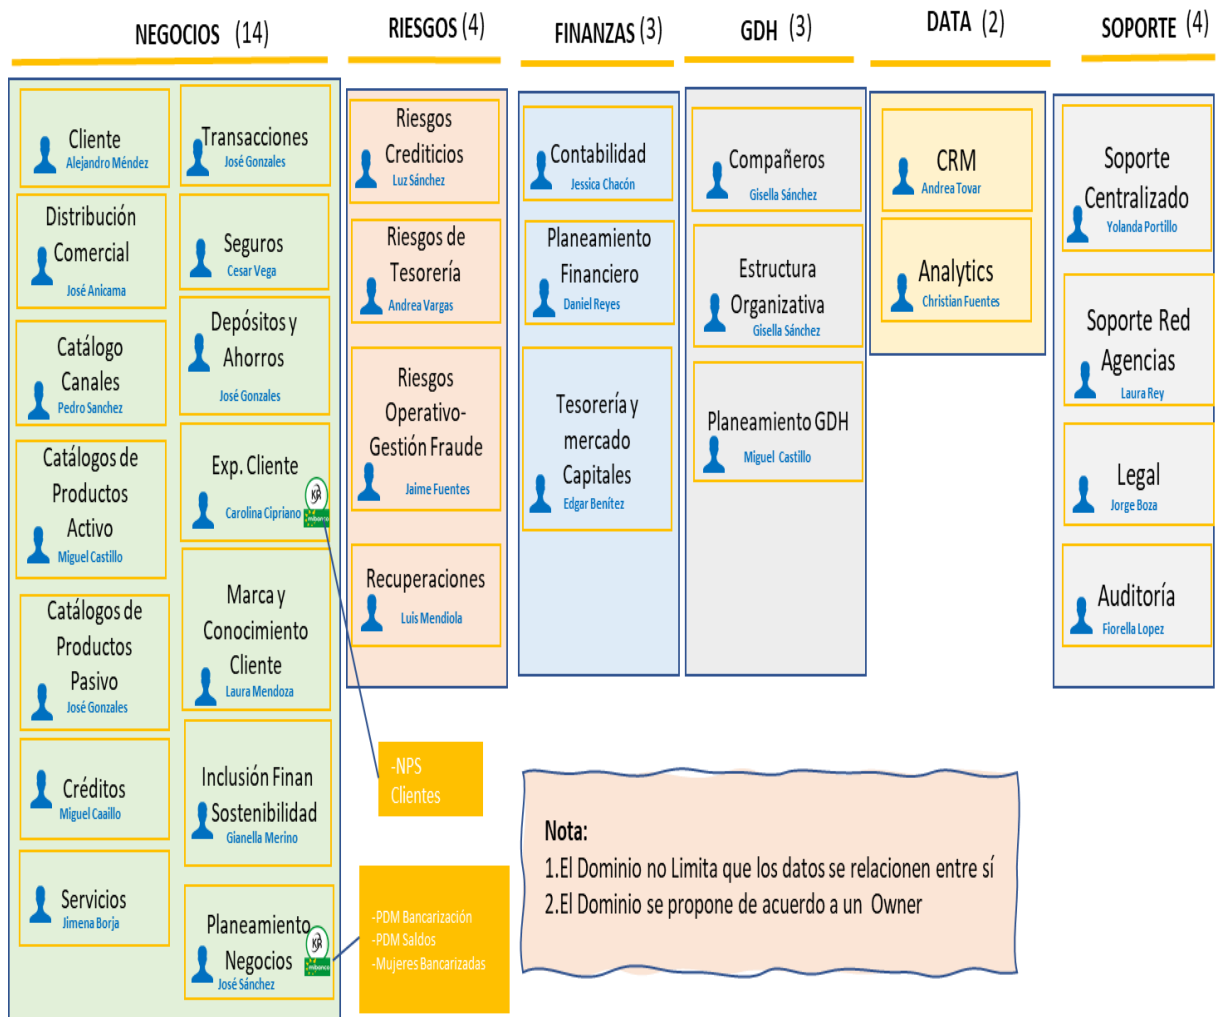 NEGOCIOS (14)
Cliente
Alejandro Méndez
Distribución
Comercial
José Anicama
Catálogo
Canales
Pedro Sanchez
Catálogos de
Productos
Activo
Miguel Castillo
Catálogos de
Productos
Pasivo
José Gonzales
Créditos
Miguel Caaillo
Servicios
Jimena Borja
Transacciones
José Gonzales
Seguros
Cesar Vega
Depósitos y
Ahorros
José Gonzales
Exp. Cliente
Carolina Cipriano
KR
mibanco
Marca y
Conocimiento
Cliente
Laura Mendoza
Inclusión Finan
Sostenibilidad
Gianella Merino
Planeamiento
Negocios
José Sánchez
KR
mibanco
RIESGOS (4)
Riesgos
Crediticios
Luz Sánchez
Riesgos de
Tesorería
Andrea Vargas
Riesgos
Operativo-
Gestión Fraude
Jaime Fuentes
Recuperaciones
Luis Mendiola
FINANZAS (3)
Contabilidad
Jessica Chacón
Planeamiento
Financiero
Daniel Reyes
Tesorería y
mercado
Capitales
Edgar Benítez
GDH (3)
Compañeros
Gisella Sánchez
Estructura
Organizativa
Gisella Sánchez
Planeamiento GDH
Miguel Castillo
DATA (2)
CRM
Andrea Tovar
Analytics
Christian Fuentes
SOPORTE (4)
Soporte
Centralizado
Yolanda Portillo
Soporte Red
Agencias
Laura Rey
Legal
Jorge Boza
Auditoría
Fiorella Lopez
-NPS
Clientes
-PDM Bancarización
-PDM Saldos
-Mujeres Bancarizadas
Nota:
1.El Dominio no Limita que los datos se relacionen entre sí
2.El Dominio se propone de acuerdo a un Owner